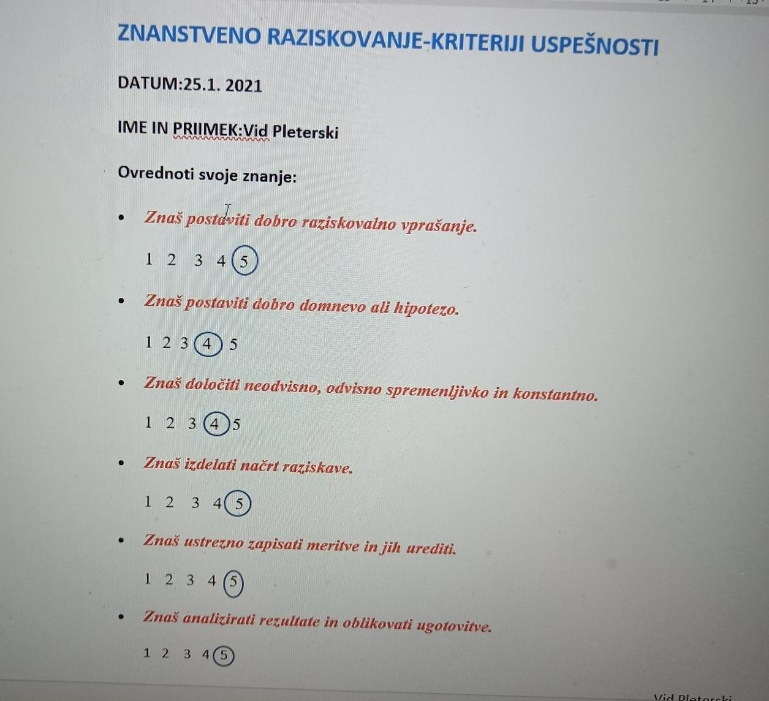 ZNANSTVENO RAZISKOVANJE-KRITERIJI USPEŠNOSTI
DATUM:25.1. 2021
IME IN PRIIMEK:Vid Pleterski
Ovrednoti svoje znanje:
• Znaš postaviti dobro raziskovalno vprašanje.
1 2 3 4 5
• Znaš postaviti dobro domnevo ali hipotezo.
1 2 3 4 5
• Znaš določiti neodvisno, odvisno spremenljivko in konstantno.
1 2 3 4 5
• Znaš izdelati načrt raziskave.
1 2 3 4 5
• Znaš ustrezno zapisati meritve in jih urediti.
1 2 3 4 5
• Znaš analizirati rezultate in oblikovati ugotovitve.
1 2 3 4 5
Vid Pleterski